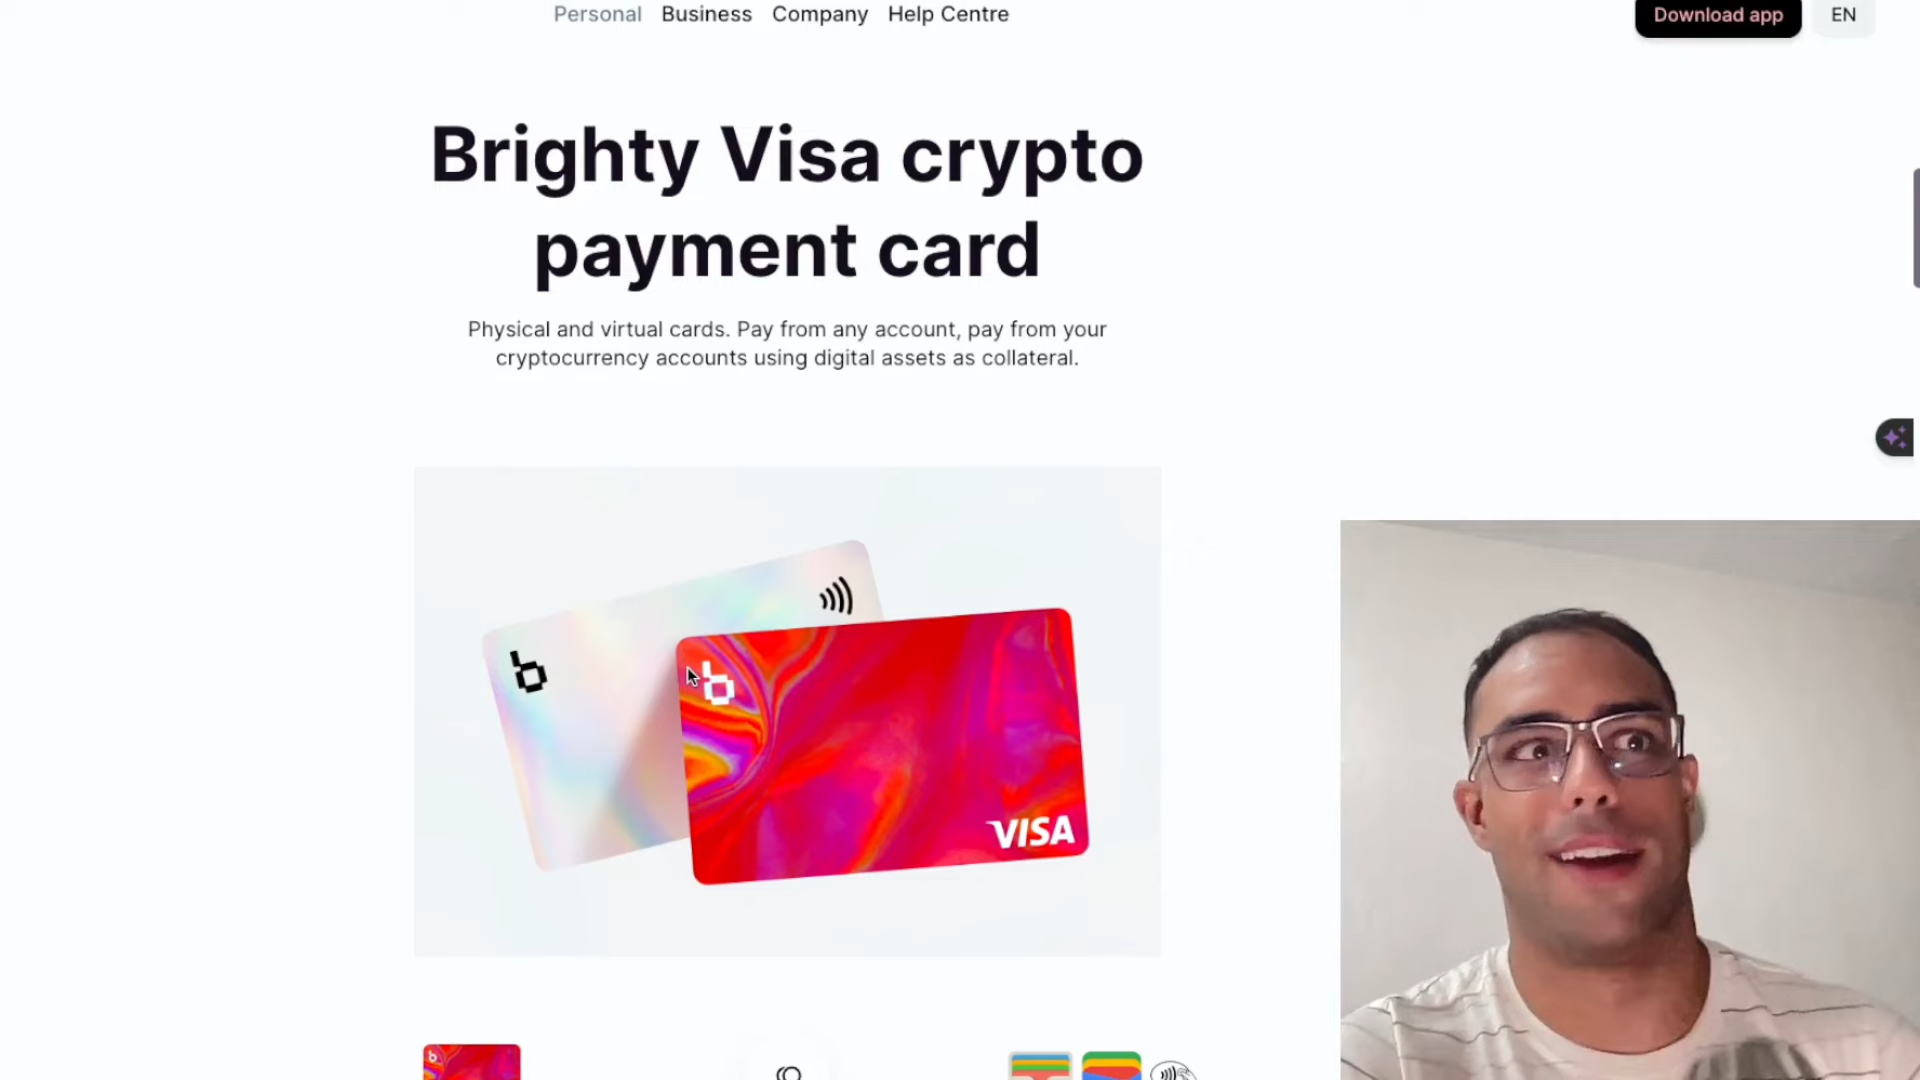 Personal Business Company Help Centre
Download app
EN
Brighty Visa crypto
payment card
Physical and virtual cards. Pay from any account, pay from your
cryptocurrency accounts using digital assets as collateral.
b
b
VISA
b